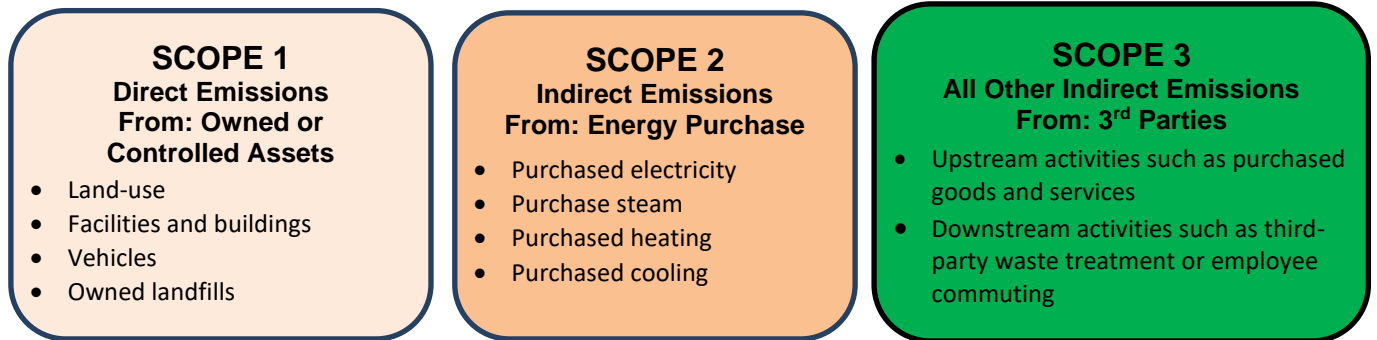 SCOPE 1
Direct Emissions
From: Owned or
Controlled Assets
• Land-use
• Facilities and buildings
• Vehicles
• Owned landfills
SCOPE 2
Indirect Emissions
From: Energy Purchase
• Purchased electricity
• Purchase steam
• Purchased heating
• Purchased cooling
SCOPE 3
All Other Indirect Emissions
From: 3rd Parties
• Upstream activities such as purchased
goods and services
• Downstream activities such as third-
party waste treatment or employee
commuting